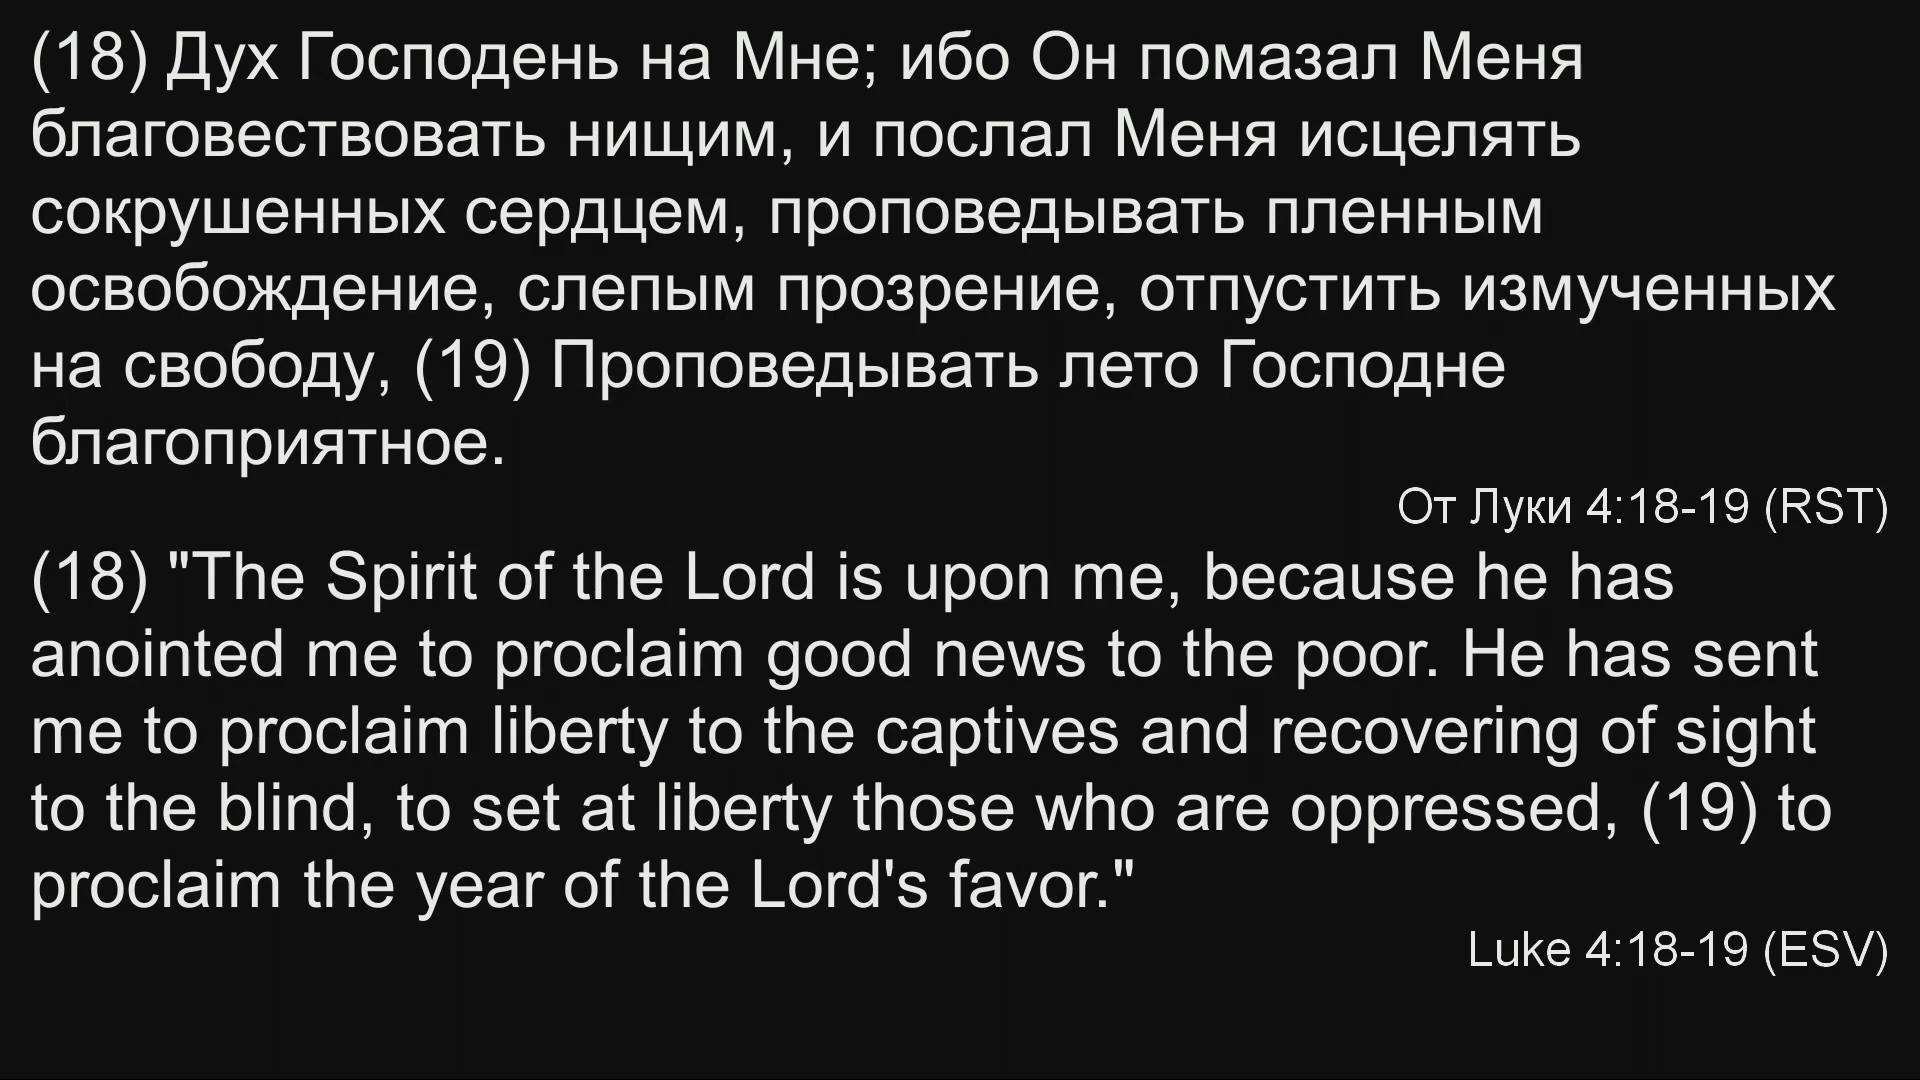 (18) Дух Господень на Мне; ибо Он помазал Меня
благовествовать нищим, и послал Меня исцелять
сокрушенных сердцем, проповедывать пленным
освобождение, слепым прозрение, отпустить измученных
на свободу, (19) Проповедывать лето Господне
благоприятное.
От Луки 4:18-19 (RST)
(18) "The Spirit of the Lord is upon me, because he has
anointed me to proclaim good news to the poor. He has sent
me to proclaim liberty to the captives and recovering of sight
to the blind, to set at liberty those who are oppressed, (19) to
proclaim the year of the Lord's favor."
Luke 4:18-19 (ESV)